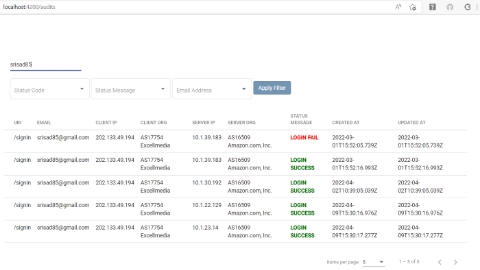 localhost:4200/audits
srisad85
Status Code
Status Message
Email Address
Apply Filter
URI EMAIL CLIENT IP CLIENT ORG SERVER IP SERVER ORG STATUS MESSAGE CREATED AT UPDATED AT
/signin srisad85@gmail.com 202.133.49.194 AS17754 Excellmedia 10.1.39.183 AS16509 Amazon.com, Inc. LOGIN FAIL 2022-03-01T15:52:05.739Z 2022-03-01T15:52:05.739Z
/signin srisad85@gmail.com 202.133.49.194 AS17754 Excellmedia 10.1.39.183 AS16509 Amazon.com, Inc. LOGIN SUCCESS 2022-03-01T15:52:16.993Z 2022-03-01T15:52:16.993Z
/signin srisad85@gmail.com 202.133.49.194 AS17754 Excellmedia 10.1.30.192 AS16509 Amazon.com, Inc. LOGIN SUCCESS 2022-04-02T10:39:05.039Z 2022-04-02T10:39:05.039Z
/signin srisad85@gmail.com 202.133.49.194 AS17754 Excellmedia 10.1.22.129 AS16509 Amazon.com, Inc. LOGIN SUCCESS 2022-04-09T15:30:16.976Z 2022-04-09T15:30:16.976Z
/signin srisad85@gmail.com 202.133.49.194 AS17754 Excellmedia 10.1.23.14 AS16509 Amazon.com, Inc. LOGIN SUCCESS 2022-04-09T15:30:17.277Z 2022-04-09T15:30:17.277Z
Items per page 5 1 – 5 of 5